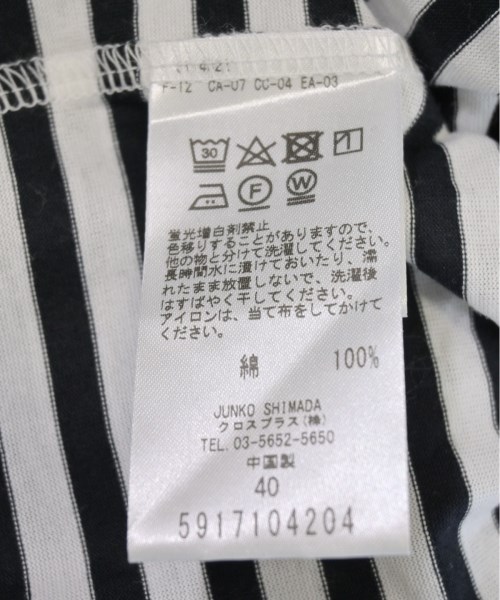 F-12 CA-07 CC-04 EA-03
30
F
W
蛍光増白剤禁止
色移りすることがありますので、
他の物と分けて洗濯してください。
長時間水に漬けておいたり、濡
れたまま放置しないで、洗濯後
はすばやく干してください。
アイロンは、当て布をしてかけて
ください。
綿 100%
JUNKO SHIMADA
クロスプラス(株)
TEL.03-5652-5650
中国製
40
5917104204